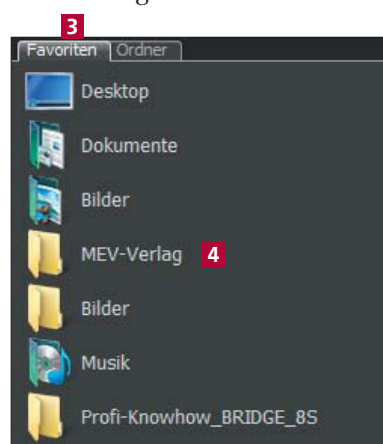 3
Favoriten Ordner
Desktop
Dokumente
Bilder
MEV-Verlag 4
Bilder
Musik
Profi-Knowhow_BRIDGE_8S